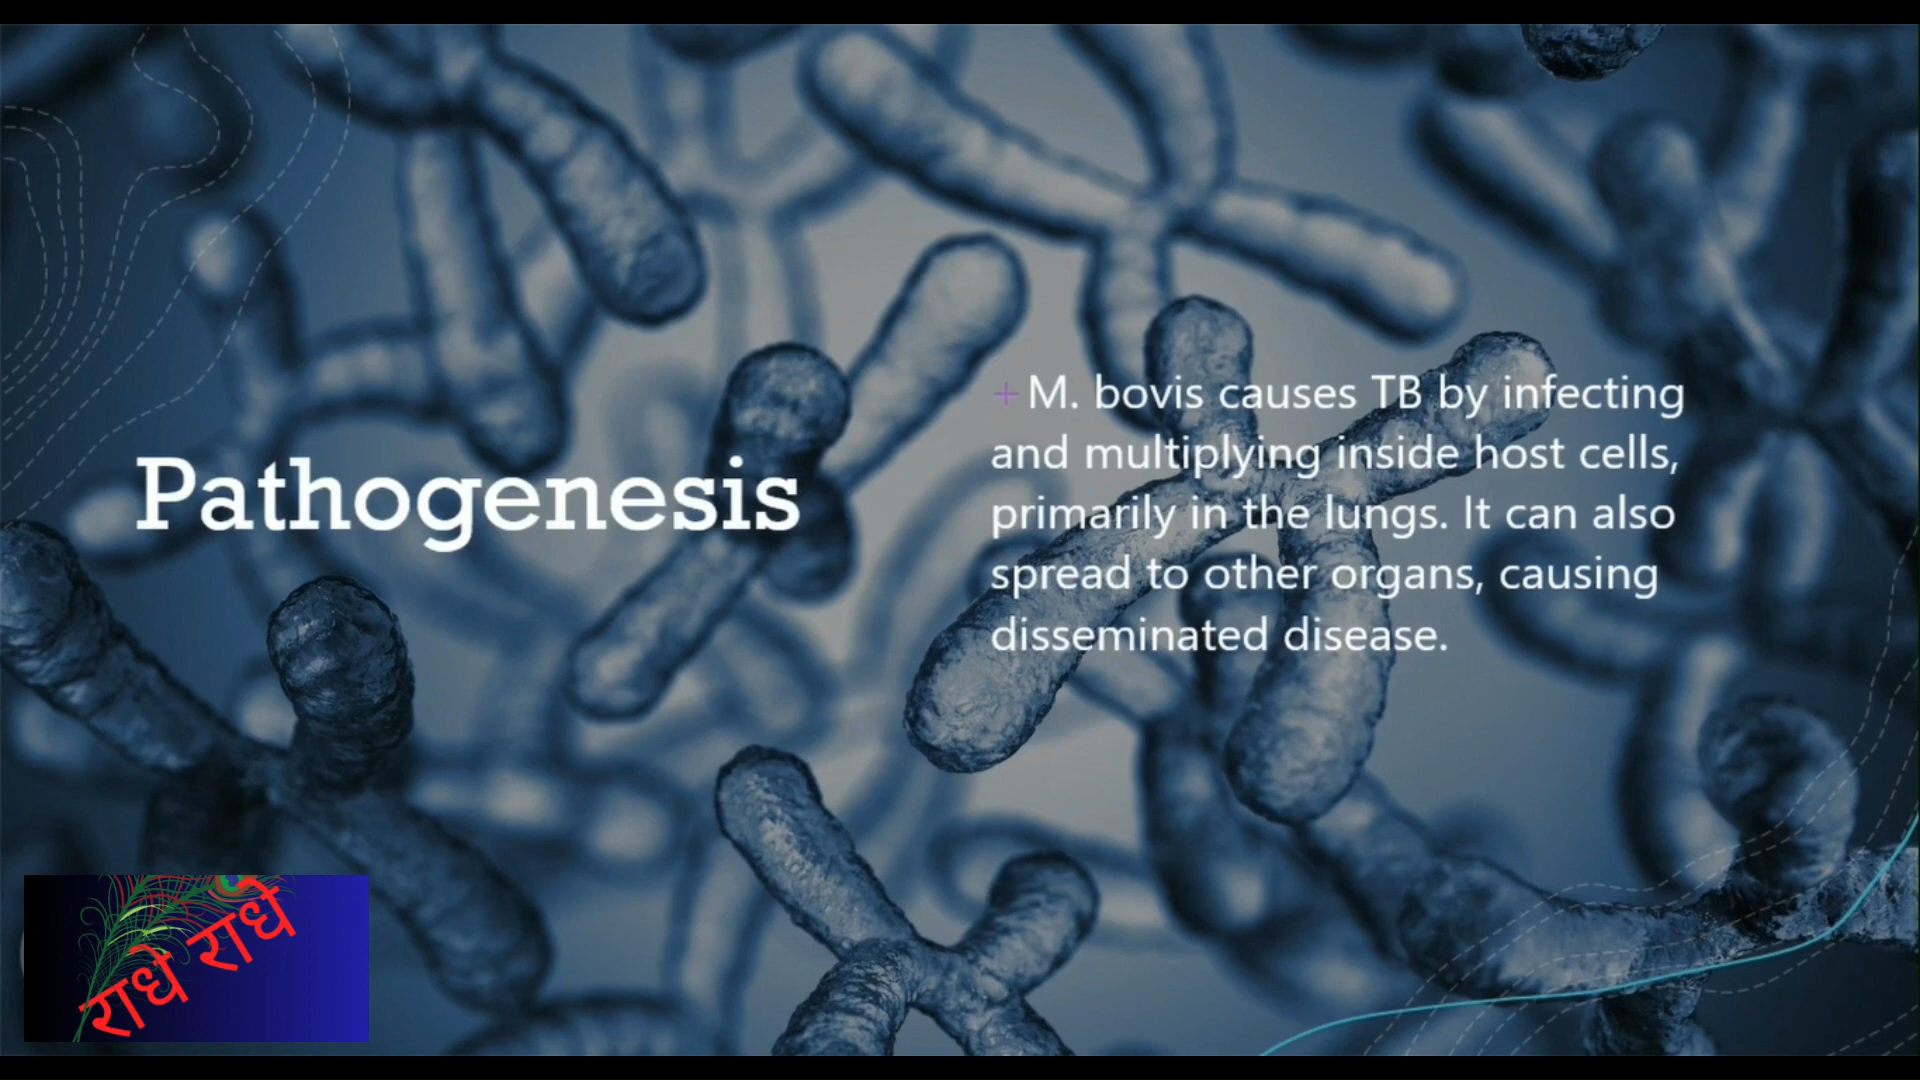 Pathogenesis
+ M. bovis causes TB by infecting
and multiplying inside host cells,
primarily in the lungs. It can also
spread to other organs, causing
disseminated disease.
राधे राधे